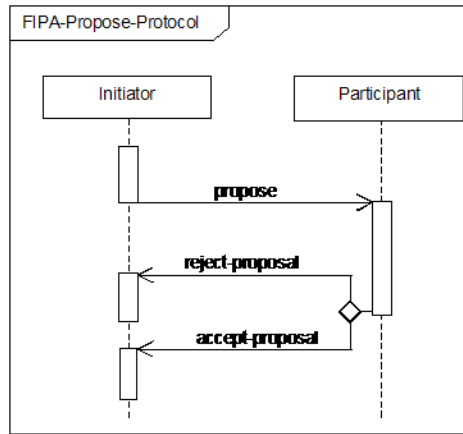 FIPA-Propose-Protocol
Initiator
Participant
propose
reject-proposal
accept-proposal